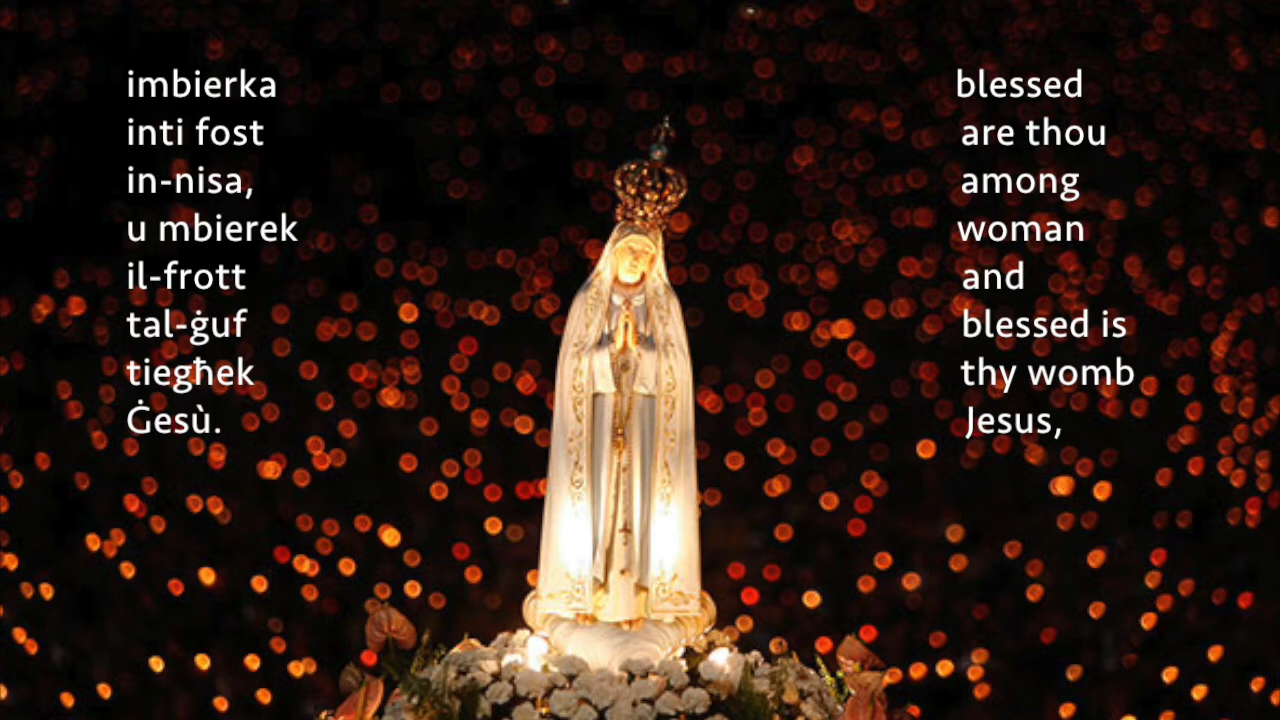 imbierka
inti fost
in-nisa,
u mbierek
il-frott
tal-ġuf
tiegħek
Ġesù.
blessed
are thou
among
woman
and
blessed is
thy womb
Jesus,